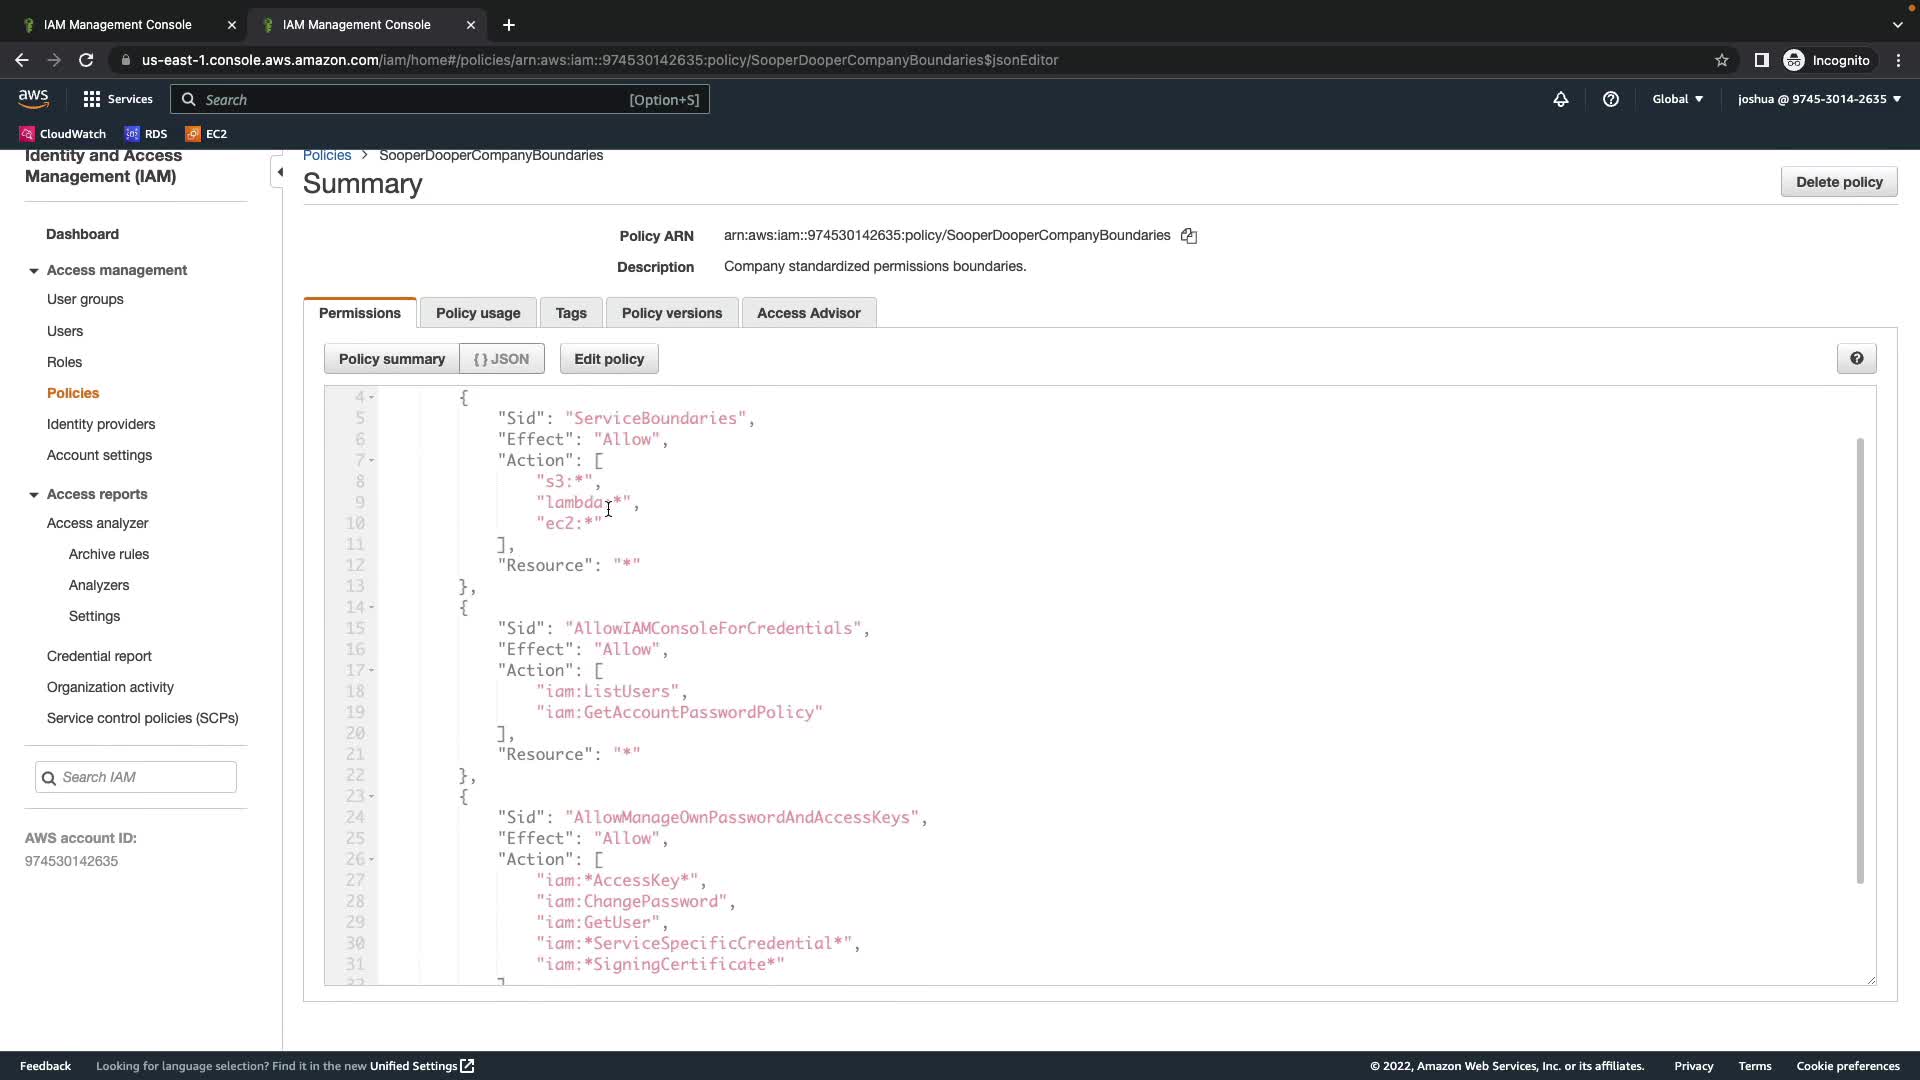 IAM Management Console
IAM Management Console
us-east-1.console.aws.amazon.com/iam/home#/policies/arn:aws:iam::974530142635:policy/SooperDooperCompanyBoundaries$jsonEditor
Incognito
aws
Services
Search
[Option+S]
Global
joshua @ 9745-3014-2635
CloudWatch
RDS
EC2
Identity and Access
Management (IAM)
Dashboard
Access management
User groups
Users
Roles
Policies
Identity providers
Account settings
Access reports
Access analyzer
Archive rules
Analyzers
Settings
Credential report
Organization activity
Service control policies (SCPs)
Search IAM
AWS account ID:
974530142635
Policies > SooperDooperCompanyBoundaries
Summary
Delete policy
Policy ARN arn:aws:iam::974530142635:policy/SooperDooperCompanyBoundaries
Description Company standardized permissions boundaries.
Permissions
Policy usage
Tags
Policy versions
Access Advisor
Policy summary
{ } JSON
Edit policy
4 {
5 "Sid": "ServiceBoundaries",
6 "Effect": "Allow",
7 "Action": [
8 "s3:*",
9 "lambda:*",
10 "ec2:*"
11 ],
12 "Resource": "*"
13 },
14 {
15 "Sid": "AllowIAMConsoleForCredentials",
16 "Effect": "Allow",
17 "Action": [
18 "iam:ListUsers",
19 "iam:GetAccountPasswordPolicy"
20 ],
21 "Resource": "*"
22 },
23 {
24 "Sid": "AllowManageOwnPasswordAndAccessKeys",
25 "Effect": "Allow",
26 "Action": [
27 "iam:*AccessKey*",
28 "iam:ChangePassword",
29 "iam:GetUser",
30 "iam:*ServiceSpecificCredential*",
31 "iam:*SigningCertificate*"
Feedback
Looking for language selection? Find it in the new Unified Settings
© 2022, Amazon Web Services, Inc. or its affiliates.
Privacy
Terms
Cookie preferences